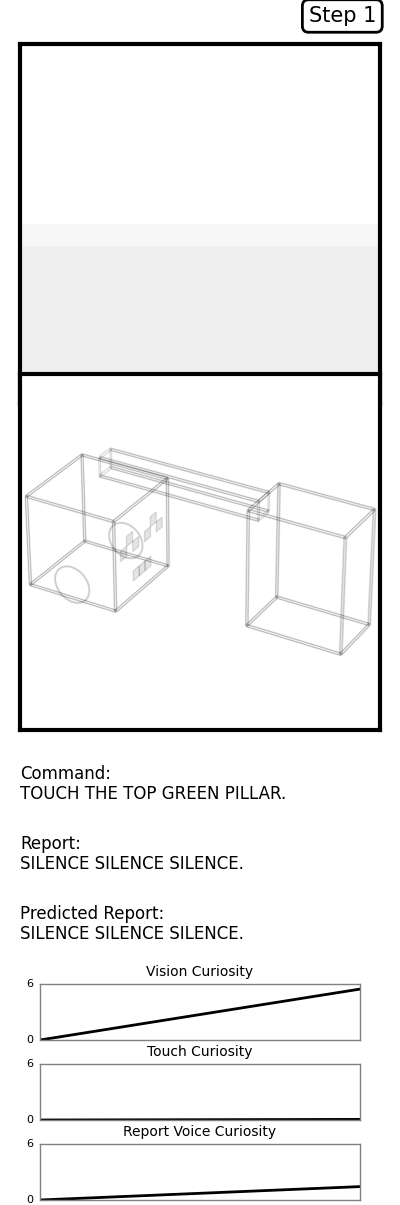 Step 1
Command:
TOUCH THE TOP GREEN PILLAR.
Report:
SILENCE SILENCE SILENCE.
Predicted Report:
SILENCE SILENCE SILENCE.
Vision Curiosity
6
0
Touch Curiosity
6
0
Report Voice Curiosity
6
0